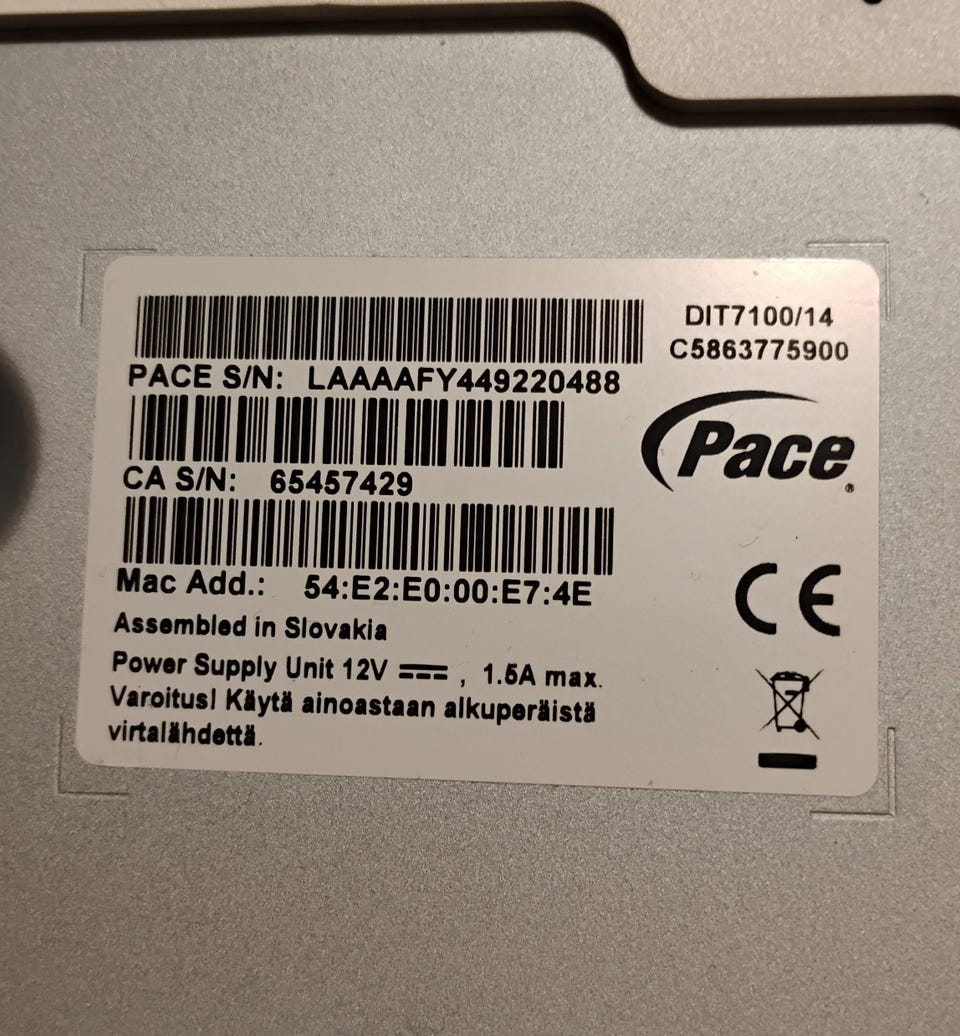 DIT7100/14
C5863775900
PACE S/N: LAAAAFY449220488
Pace
CA S/N: 65457429
Mac Add.: 54:E2:E0:00:E7:4E
Assembled in Slovakia
Power Supply Unit 12V ⎓ , 1.5A max.
Varoitus! Käytä ainoastaan alkuperäistä
virtalähdettä.
CE